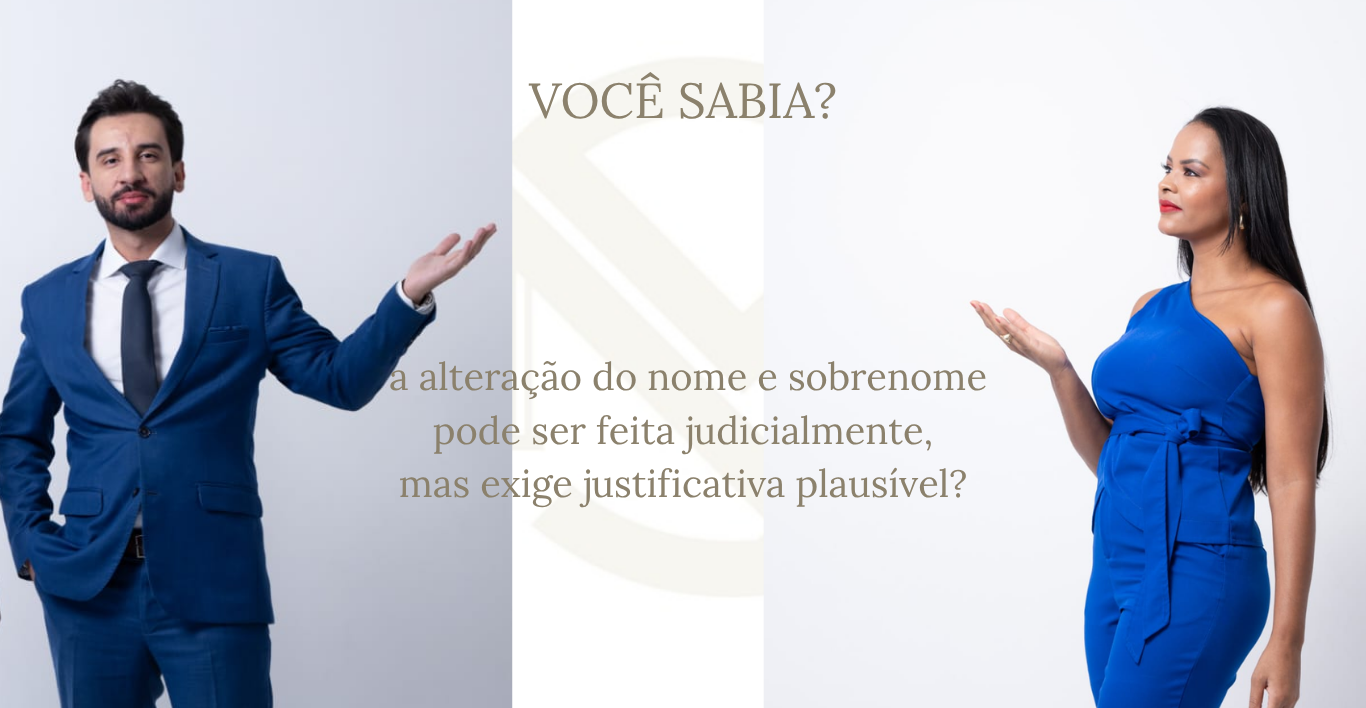 VOCÊ SABIA?
a alteração do nome e sobrenome
pode ser feita judicialmente,
mas exige justificativa plausível?